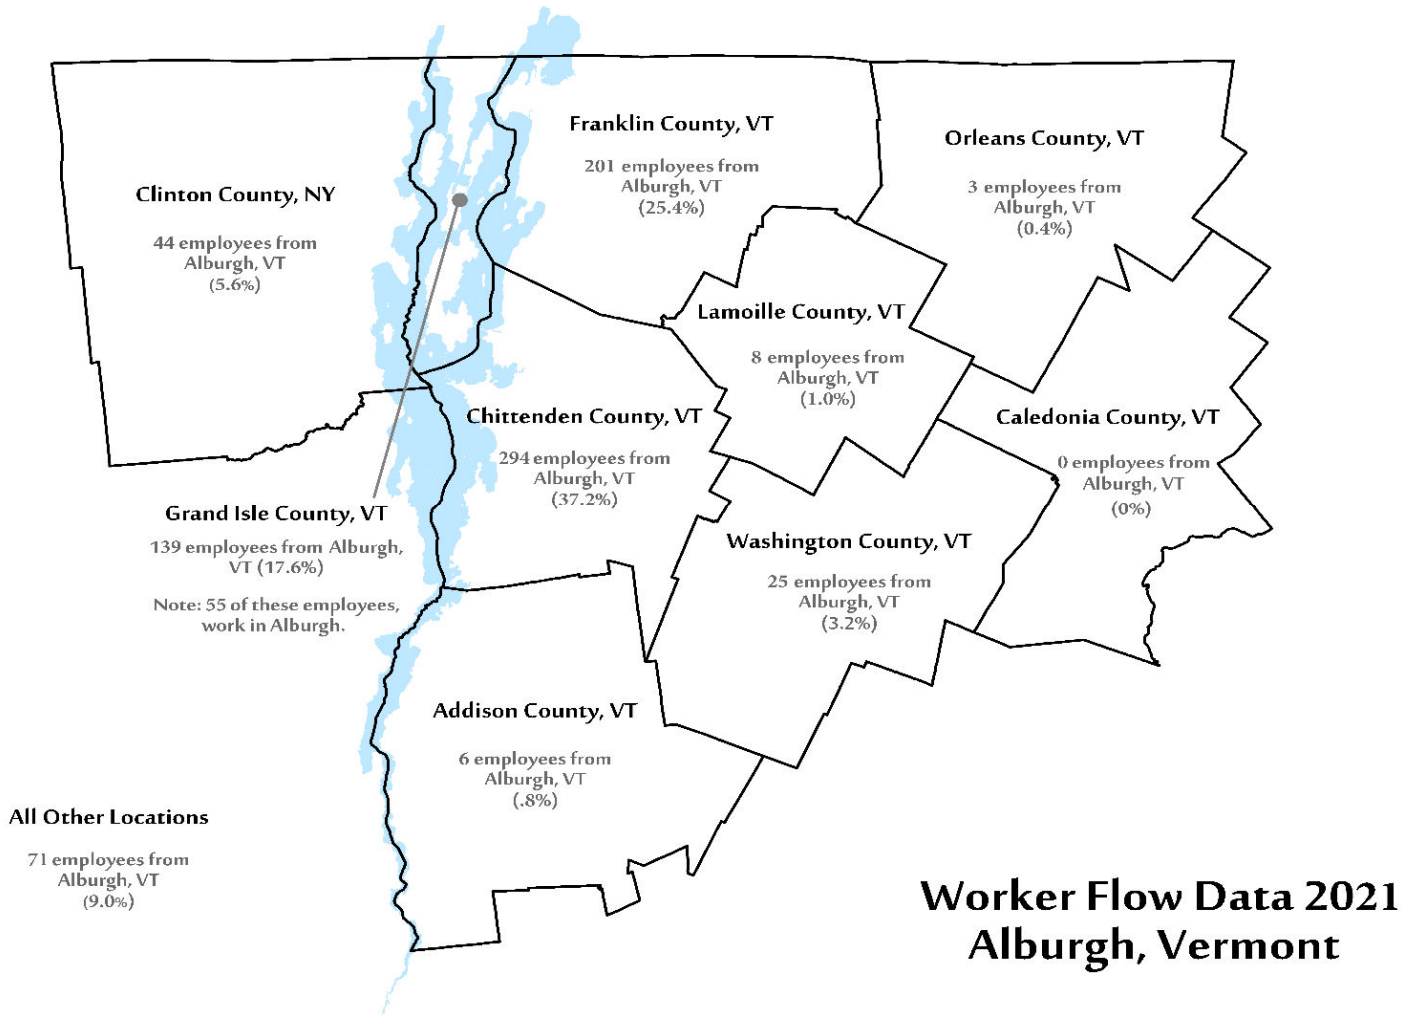 Franklin County, VT
201 employees from
Alburgh, VT
(25.4%)
Orleans County, VT
3 employees from
Alburgh, VT
(0.4%)
Clinton County, NY
44 employees from
Alburgh, VT
(5.6%)
Lamoille County, VT
8 employees from
Alburgh, VT
(1.0%)
Chittenden County, VT
294 employees from
Alburgh, VT
(37.2%)
Caledonia County, VT
0 employees from
Alburgh, VT
(0%)
Grand Isle County, VT
139 employees from Alburgh,
VT (17.6%)
Note: 55 of these employees,
work in Alburgh.
Washington County, VT
25 employees from
Alburgh, VT
(3.2%)
Addison County, VT
6 employees from
Alburgh, VT
(.8%)
All Other Locations
71 employees from
Alburgh, VT
(9.0%)
Worker Flow Data 2021
Alburgh, Vermont